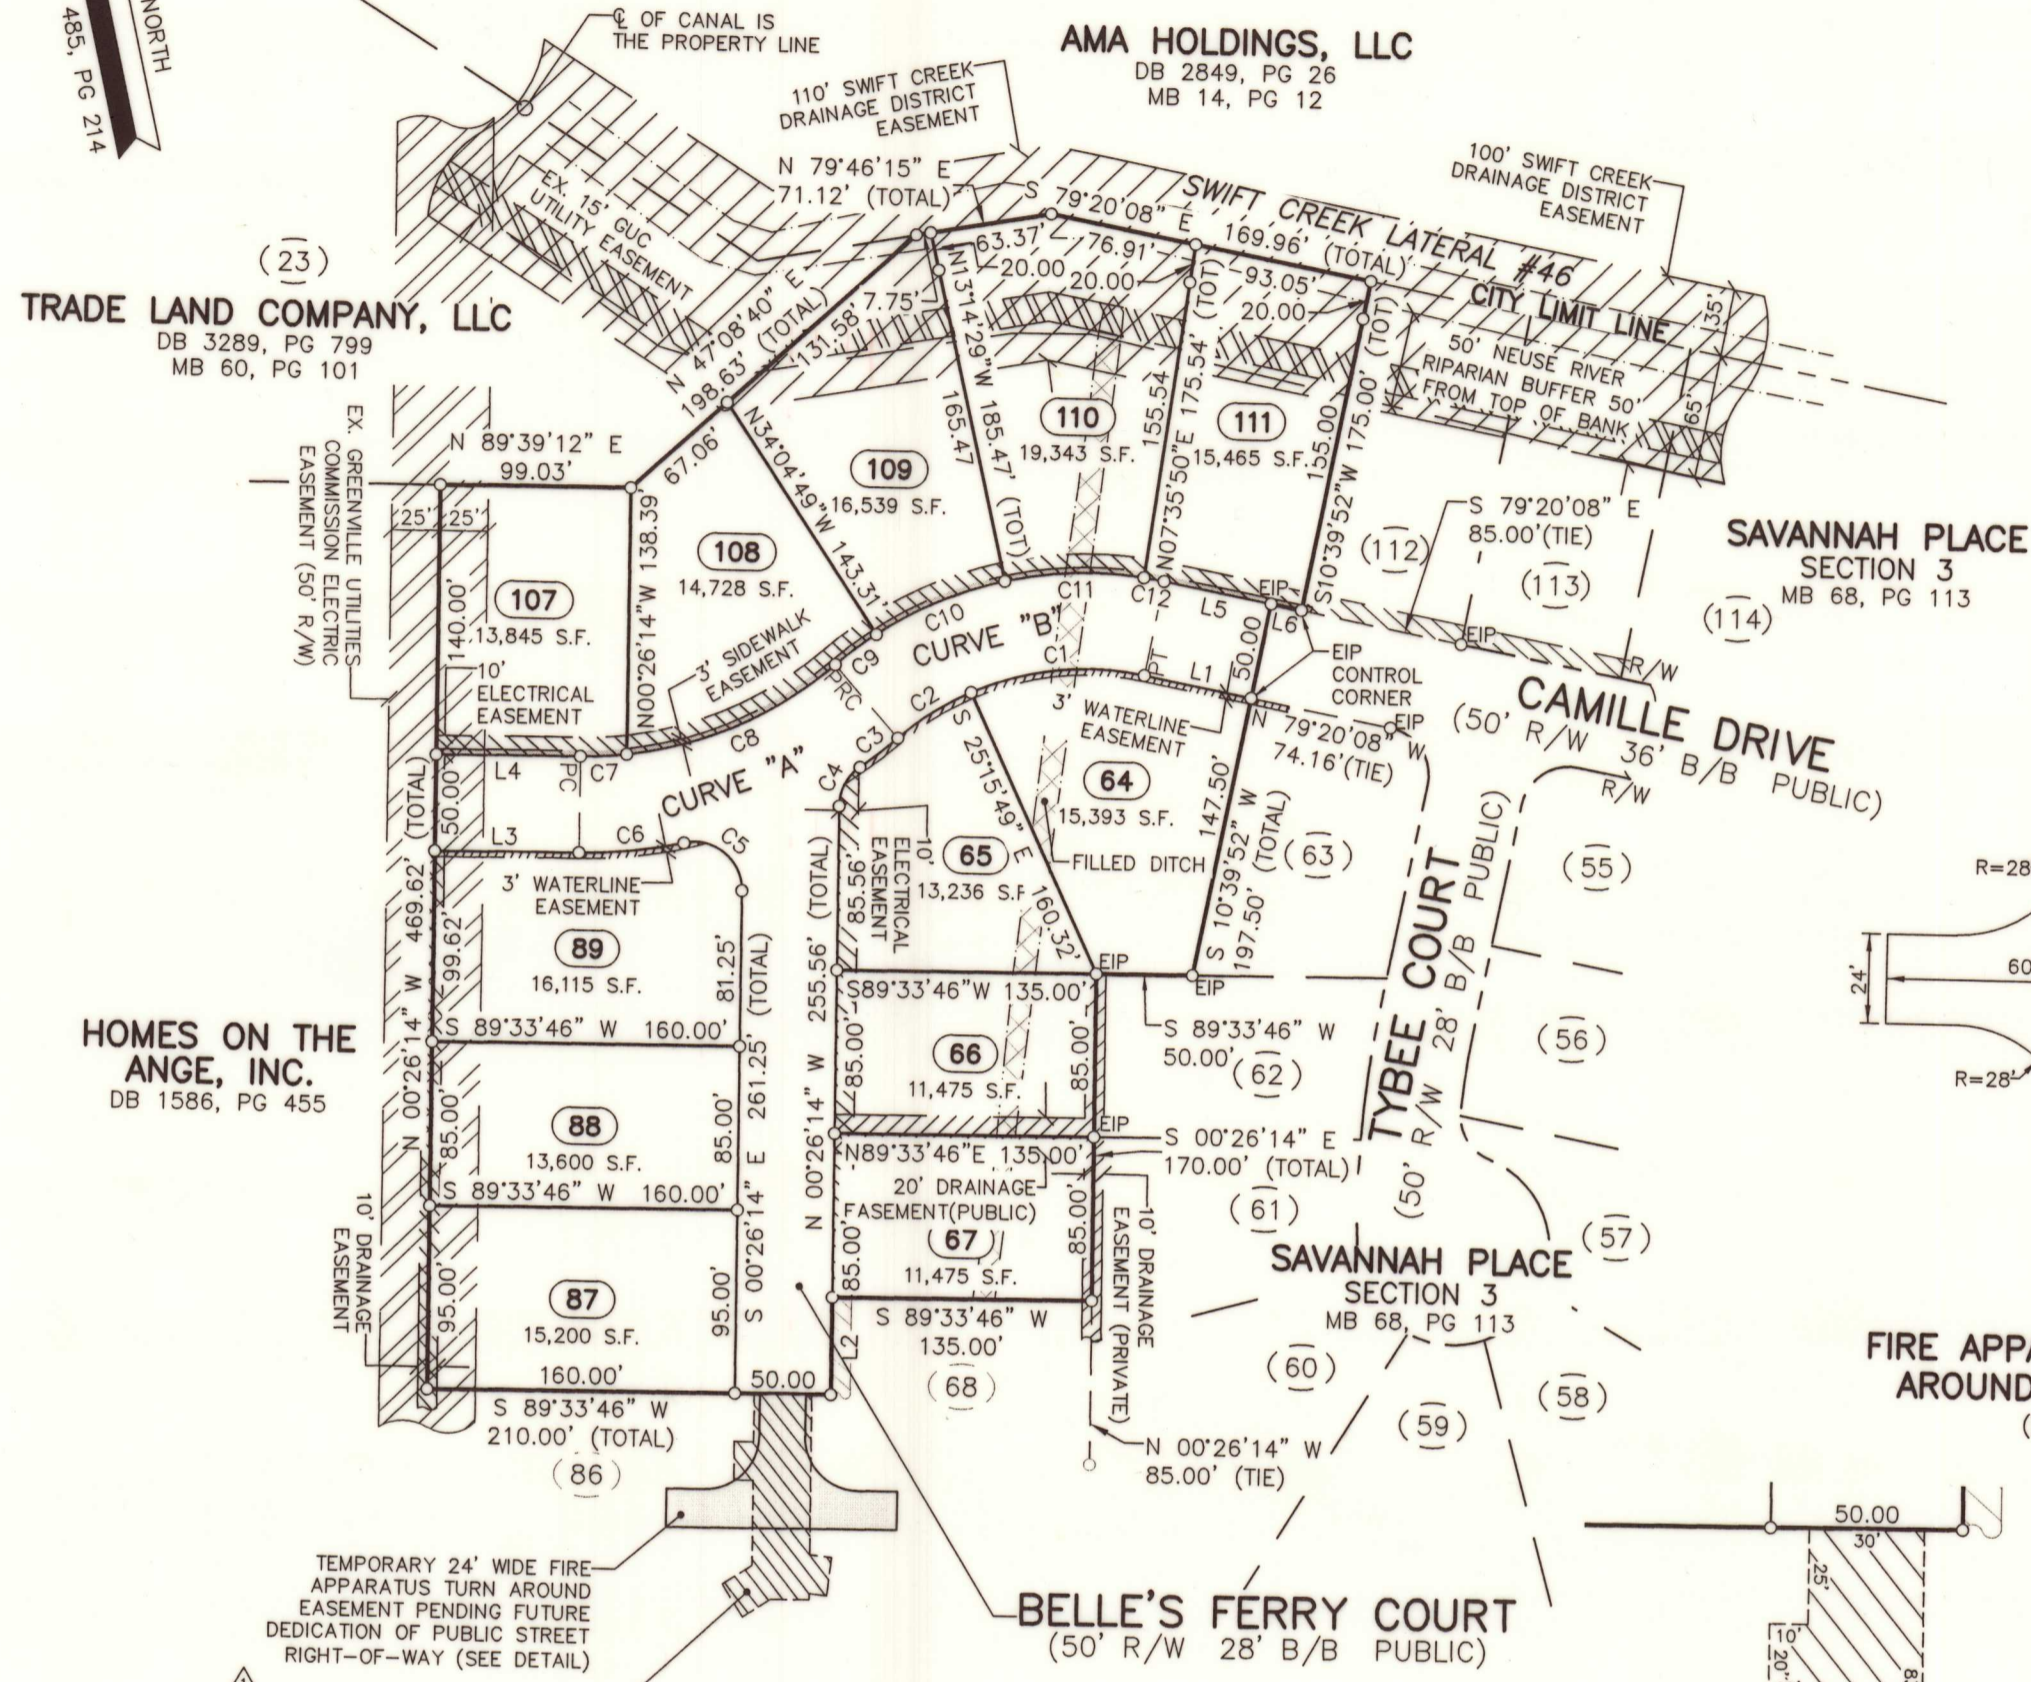 NORTH
485, PG 214
℄ OF CANAL IS
THE PROPERTY LINE
AMA HOLDINGS, LLC
DB 2849, PG 26
MB 14, PG 12
110' SWIFT CREEK
DRAINAGE DISTRICT
EASEMENT
100' SWIFT CREEK
DRAINAGE DISTRICT
EASEMENT
N 79°46'15" E
71.12' (TOTAL)
S 79°20'08" E
169.96' (TOTAL)
SWIFT CREEK LATERAL #46
CITY LIMIT LINE
EX. 15' GUC
UTILITY EASEMENT
63.37'
76.91'
93.05'
20.00
20.00
20.00
35'
65'
50' NEUSE RIVER
RIPARIAN BUFFER 50'
FROM TOP OF BANK
(23)
TRADE LAND COMPANY, LLC
DB 3289, PG 799
MB 60, PG 101
N 47°08'40" E
198.63' (TOTAL)
131.58'
7.75'
67.06'
N13°14'29"W 185.47' (TOT)
165.47
155.54
N07°35'50"E 175.54' (TOT)
155.00
S10°39'52"W 175.00' (TOT)
N34°04'49"W 143.31'
N 89°39'12" E
99.03'
EX. GREENVILLE UTILITIES
COMMISSION ELECTRIC
EASEMENT (50' R/W)
25' 25'
140.00'
N00°26'14"W 138.39'
107
13,845 S.F.
108
14,728 S.F.
109
16,539 S.F.
110
19,343 S.F.
111
15,465 S.F.
(112)
(113)
(114)
S 79°20'08" E
85.00'(TIE)
SAVANNAH PLACE
SECTION 3
MB 68, PG 113
10'
ELECTRICAL
EASEMENT
3' SIDEWALK
EASEMENT
CURVE "B"
CURVE "A"
C1
C2
C3
C4
C5
C6
C7
C8
C9
C10
C11
C12
L1
L2
L3
L4
L5
L6
PC
PRC
PT
EIP
EIP
EIP
EIP
CONTROL
CORNER
50.00
50.00'
R/W
R/W
CAMILLE DRIVE
(50' R/W 36' B/B PUBLIC)
3'
WATERLINE
EASEMENT
N 79°20'08" W
74.16'(TIE)
64
15,393 S.F.
S 25°15'49" E 160.32'
147.50'
S 10°39'52" W
197.50' (TOTAL)
FILLED DITCH
65
13,236 S.F
10'
ELECTRICAL
EASEMENT
85.56'
N 00°26'14" W 255.56' (TOTAL)
(63)
(55)
(56)
TYBEE COURT
(50' R/W 28' B/B PUBLIC)
R=28
24'
60
R=28'
N 00°26'14" W 469.62' (TOTAL)
3' WATERLINE
EASEMENT
99.62'
89
16,115 S.F.
81.25'
S 89°33'46" W 160.00'
S 00°26'14" E 261.25' (TOTAL)
EIP
EIP
S89°33'46"W 135.00'
S 89°33'46" W
50.00'
(62)
HOMES ON THE
ANGE, INC.
DB 1586, PG 455
85.00'
88
13,600 S.F.
85.00'
S 89°33'46" W 160.00'
85.00'
66
11,475 S.F.
85.00'
EIP
N89°33'46"E 135.00'
S 00°26'14" E
170.00' (TOTAL)
20' DRAINAGE
EASEMENT(PUBLIC)
(61)
(57)
10' DRAINAGE
EASEMENT
85.00'
67
11,475 S.F.
85.00'
10' DRAINAGE
EASEMENT (PRIVATE)
SAVANNAH PLACE
SECTION 3
MB 68, PG 113
95.00'
87
15,200 S.F.
95.00'
S 89°33'46" W
135.00'
160.00'
50.00
S 89°33'46" W
210.00' (TOTAL)
(86)
(68)
(60)
(59)
(58)
N 00°26'14" W
85.00' (TIE)
FIRE APPA
AROUND
TEMPORARY 24' WIDE FIRE
APPARATUS TURN AROUND
EASEMENT PENDING FUTURE
DEDICATION OF PUBLIC STREET
RIGHT-OF-WAY (SEE DETAIL)
BELLE'S FERRY COURT
(50' R/W 28' B/B PUBLIC)
50.00
30'
25'
10'
20'